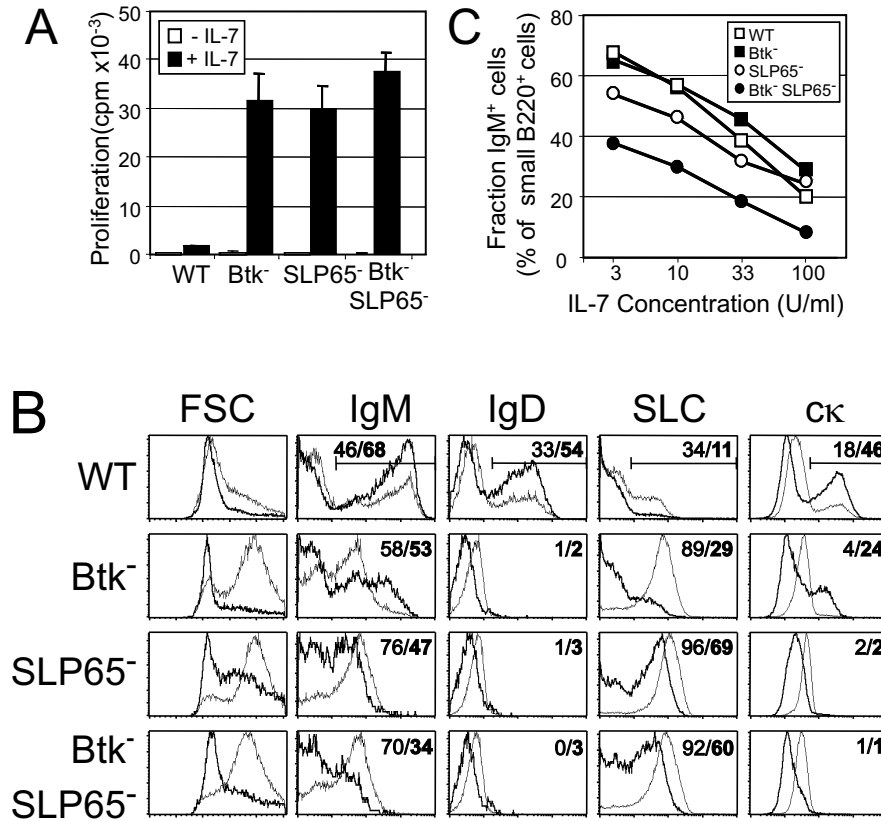 A
Proliferation(cpm x10-3)
50
40
30
20
10
0
- IL-7
+ IL-7
WT
Btk-
SLP65-
Btk-
SLP65-
C
Fraction IgM+ cells
(% of small B220+ cells)
80
60
40
20
0
WT
Btk-
SLP65-
Btk- SLP65-
3
10
33
100
IL-7 Concentration (U/ml)
B
FSC
IgM
IgD
SLC
cκ
WT
46/68
33/54
34/11
18/46
Btk-
58/53
1/2
89/29
4/24
SLP65-
76/47
1/3
96/69
2/2
Btk-
SLP65-
70/34
0/3
92/60
1/1